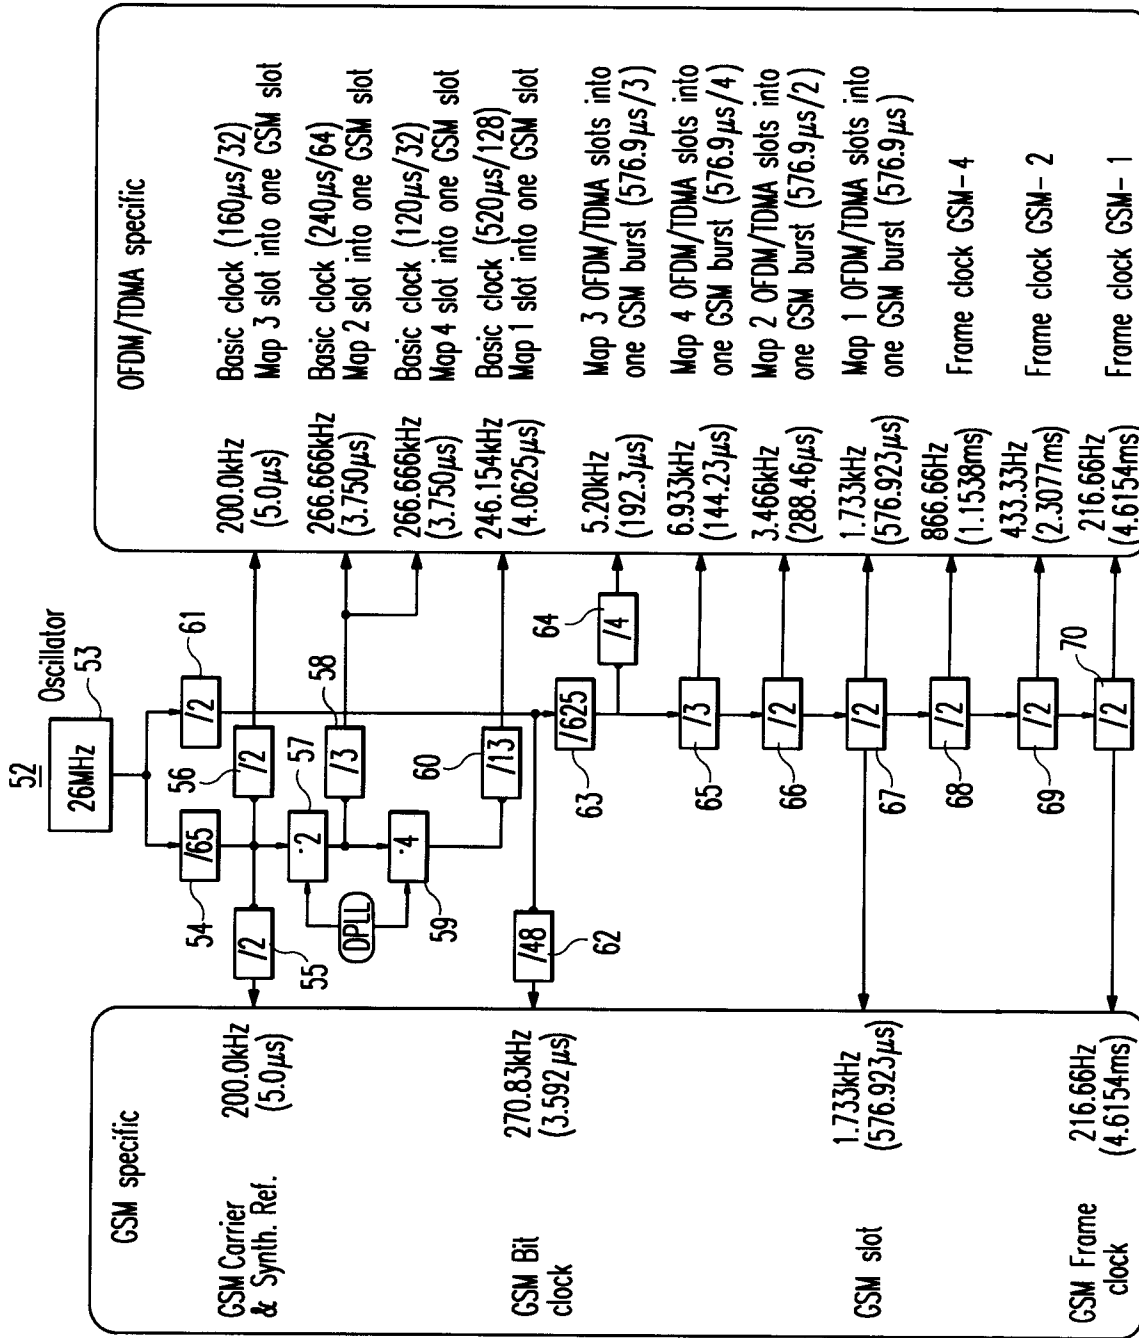 52
Oscillator
53
26MHz
61
/2
54
/65
56
/2
55
/2
57
·2
58
/3
DPLL
59
·4
60
/13
62
/48
63
/625
64
/4
65
/3
66
/2
67
/2
68
/2
69
/2
70
/2
GSM specific
GSM Carrier
& Synth. Ref.
200.0kHz
(5.0µs)
GSM Bit
clock
270.83kHz
(3.592µs)
GSM slot
1.733kHz
(576.923µs)
GSM Frame
clock
216.66Hz
(4.6154ms)
OFDM/TDMA specific
200.0kHz
(5.0µs)
Basic clock (160µs/32)
Map 3 slot into one GSM slot
266.666kHz
(3.750µs)
Basic clock (240µs/64)
Map 2 slot into one GSM slot
266.666kHz
(3.750µs)
Basic clock (120µs/32)
Map 4 slot into one GSM slot
246.154kHz
(4.0625µs)
Basic clock (520µs/128)
Map 1 slot into one GSM slot
5.20kHz
(192.3µs)
Map 3 OFDM/TDMA slots into
one GSM burst (576.9µs/3)
6.933kHz
(144.23µs)
Map 4 OFDM/TDMA slots into
one GSM burst (576.9µs/4)
3.466kHz
(288.46µs)
Map 2 OFDM/TDMA slots into
one GSM burst (576.9µs/2)
1.733kHz
(576.923µs)
Map 1 OFDM/TDMA slots into
one GSM burst (576.9µs)
866.66Hz
(1.1538ms)
Frame clock GSM-4
433.33Hz
(2.3077ms)
Frame clock GSM-2
216.66Hz
(4.6154ms)
Frame clock GSM-1